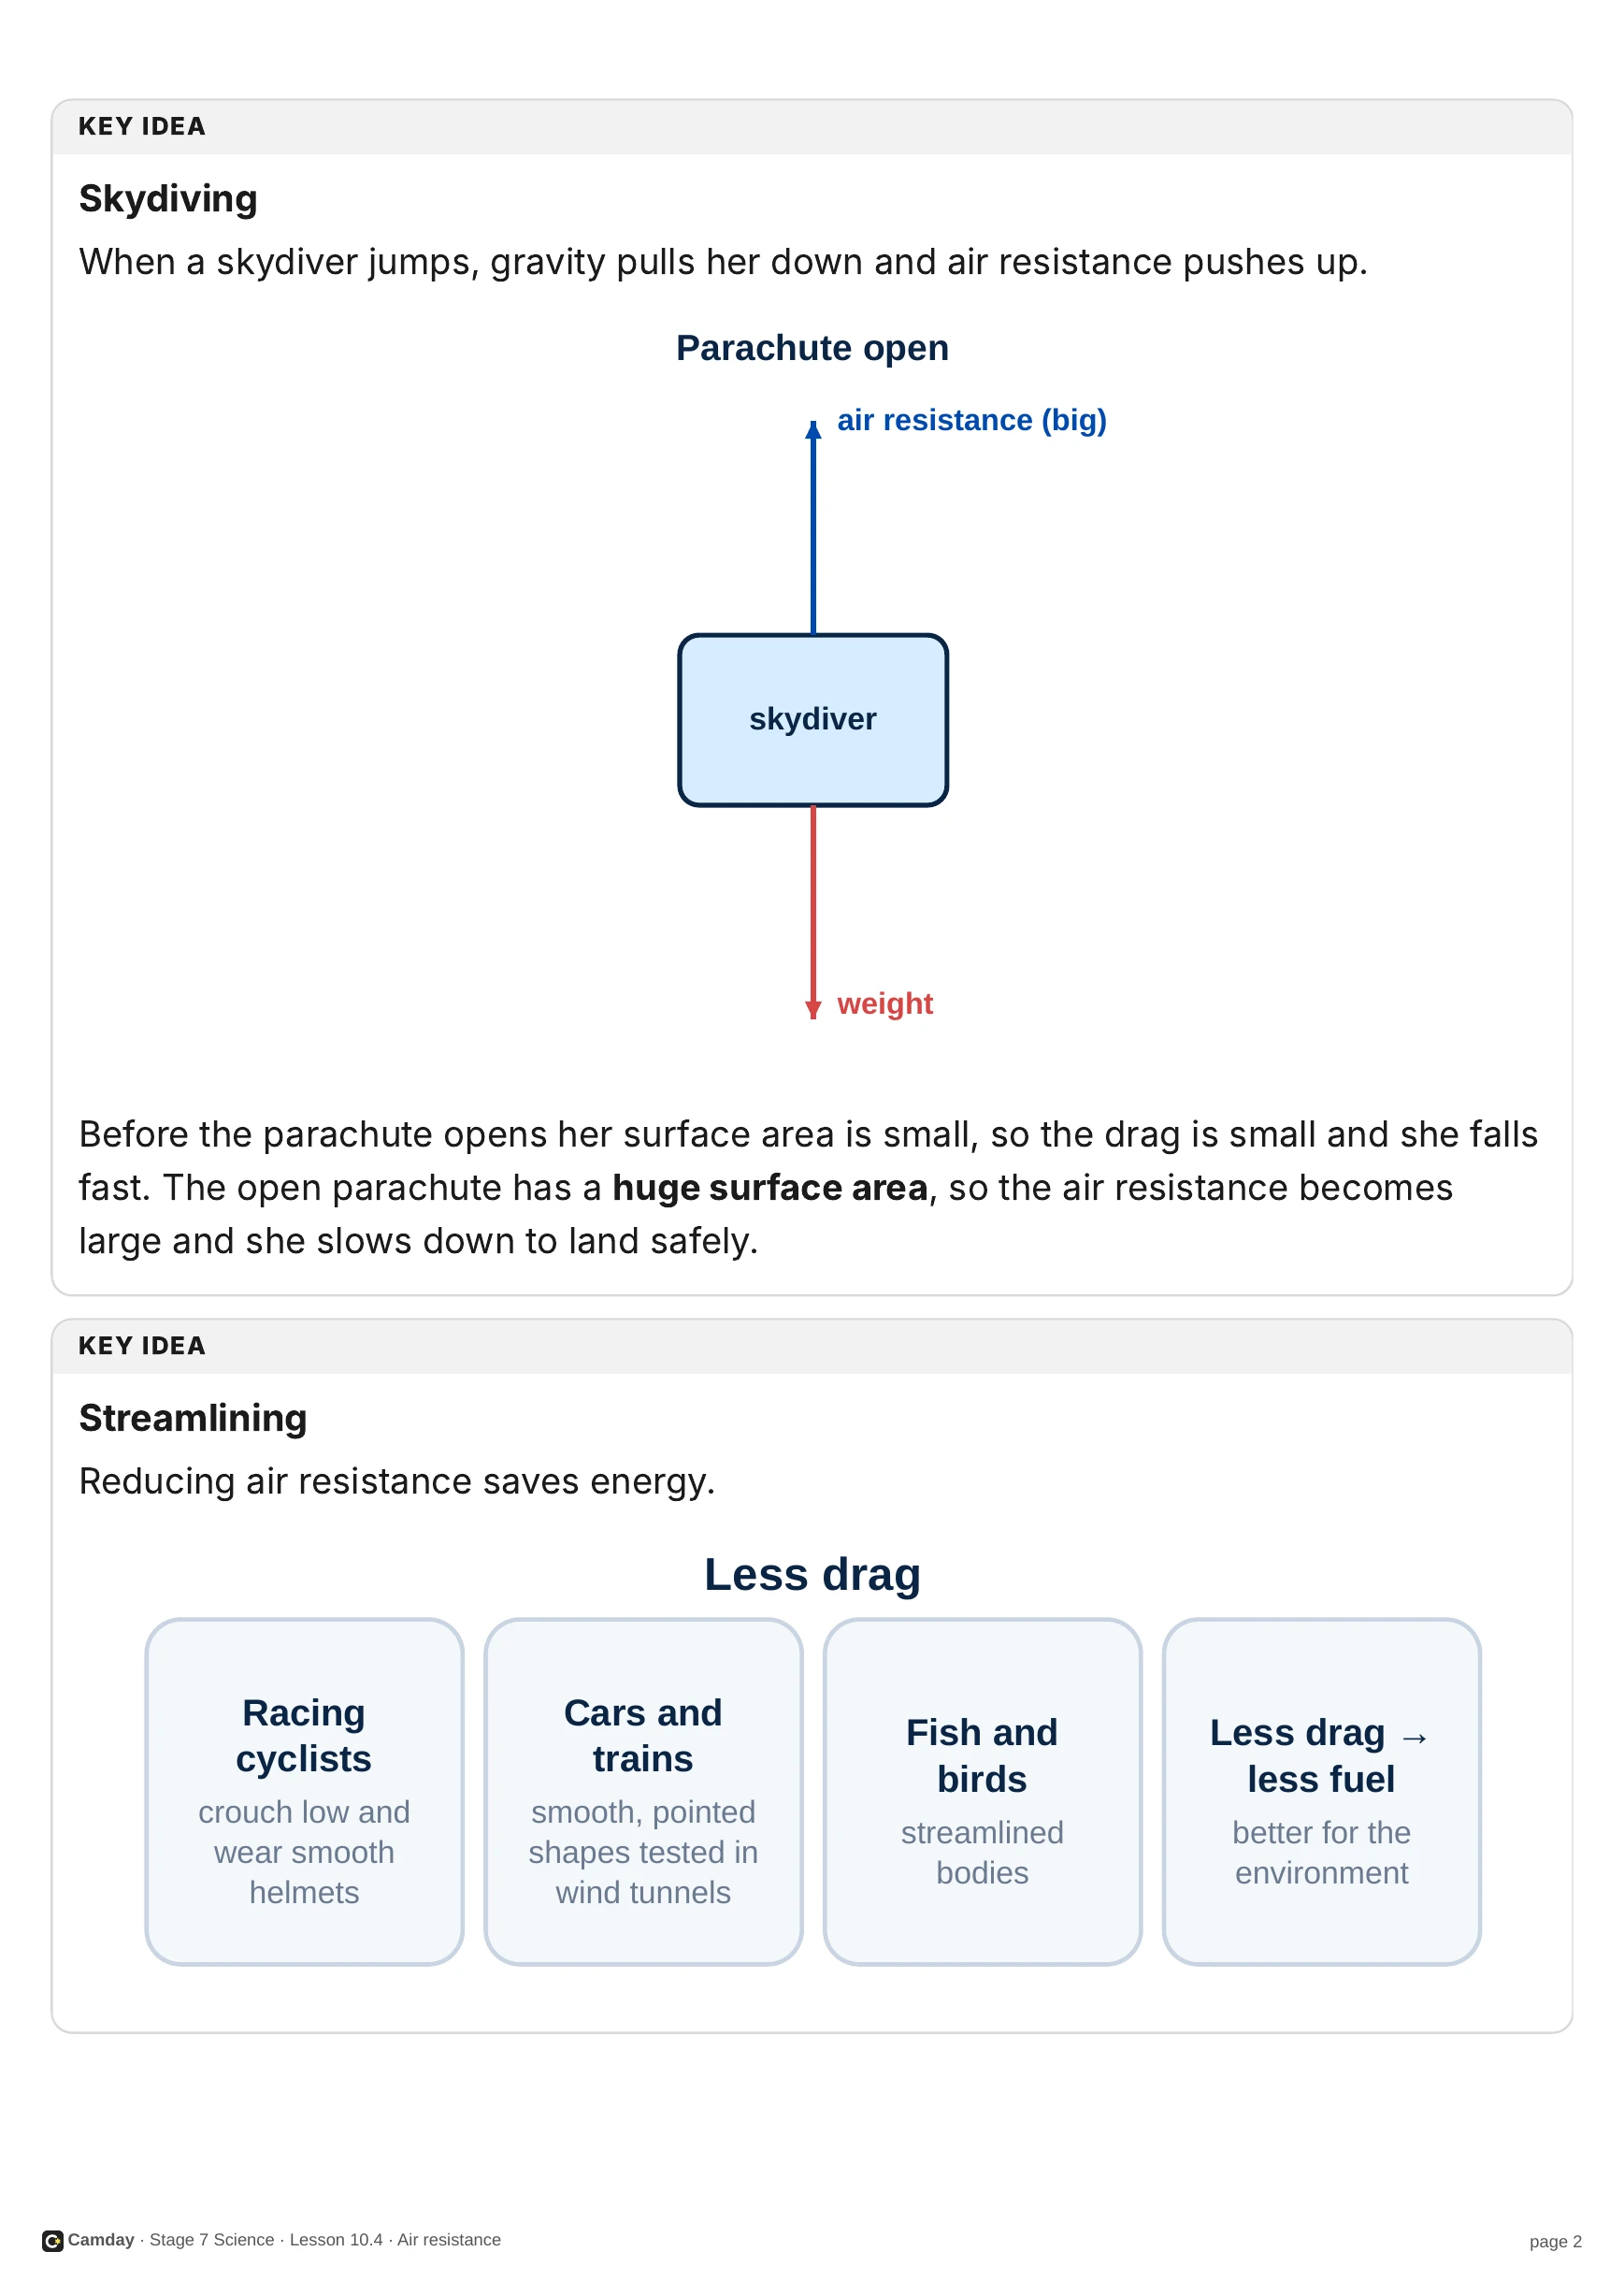 KEY IDEA
Skydiving
When a skydiver jumps, gravity pulls her down and air resistance pushes up.
Parachute open
air resistance (big)
skydiver
weight
Before the parachute opens her surface area is small, so the drag is small and she falls
fast. The open parachute has a huge surface area, so the air resistance becomes
large and she slows down to land safely.
KEY IDEA
Streamlining
Reducing air resistance saves energy.
Less drag
Racing
cyclists
crouch low and
wear smooth
helmets
Cars and
trains
smooth, pointed
shapes tested in
wind tunnels
Fish and
birds
streamlined
bodies
Less drag →
less fuel
better for the
environment
Camday · Stage 7 Science · Lesson 10.4 · Air resistance
page 2